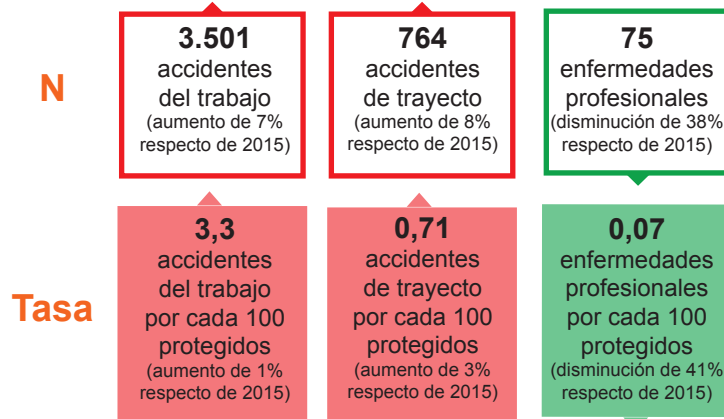 N
3.501
accidentes
del trabajo
(aumento de 7%
respecto de 2015)
764
accidentes
de trayecto
(aumento de 8%
respecto de 2015)
75
enfermedades
profesionales
(disminución de 38%
respecto de 2015)
Tasa
3,3
accidentes
del trabajo
por cada 100
protegidos
(aumento de 1%
respecto de 2015)
0,71
accidentes
de trayecto
por cada 100
protegidos
(aumento de 3%
respecto de 2015)
0,07
enfermedades
profesionales
por cada 100
protegidos
(disminución de 41%
respecto de 2015)